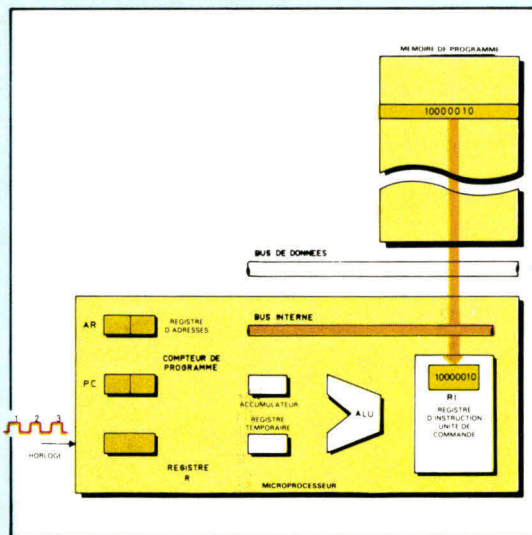 MEMOIRE DE PROGRAMME
10000010
BUS DE DONNEES
AR
REGISTRE
D'ADRESSES
BUS INTERNE
COMPTEUR DE
PROGRAMME
PC
10000010
RI
REGISTRE
D'INSTRUCTION
UNITE DE
COMMANDE
ACCUMULATEUR
REGISTRE
TEMPORAIRE
ALU
1 2 3
HORLOGE
REGISTRE
R
MICROPROCESSEUR